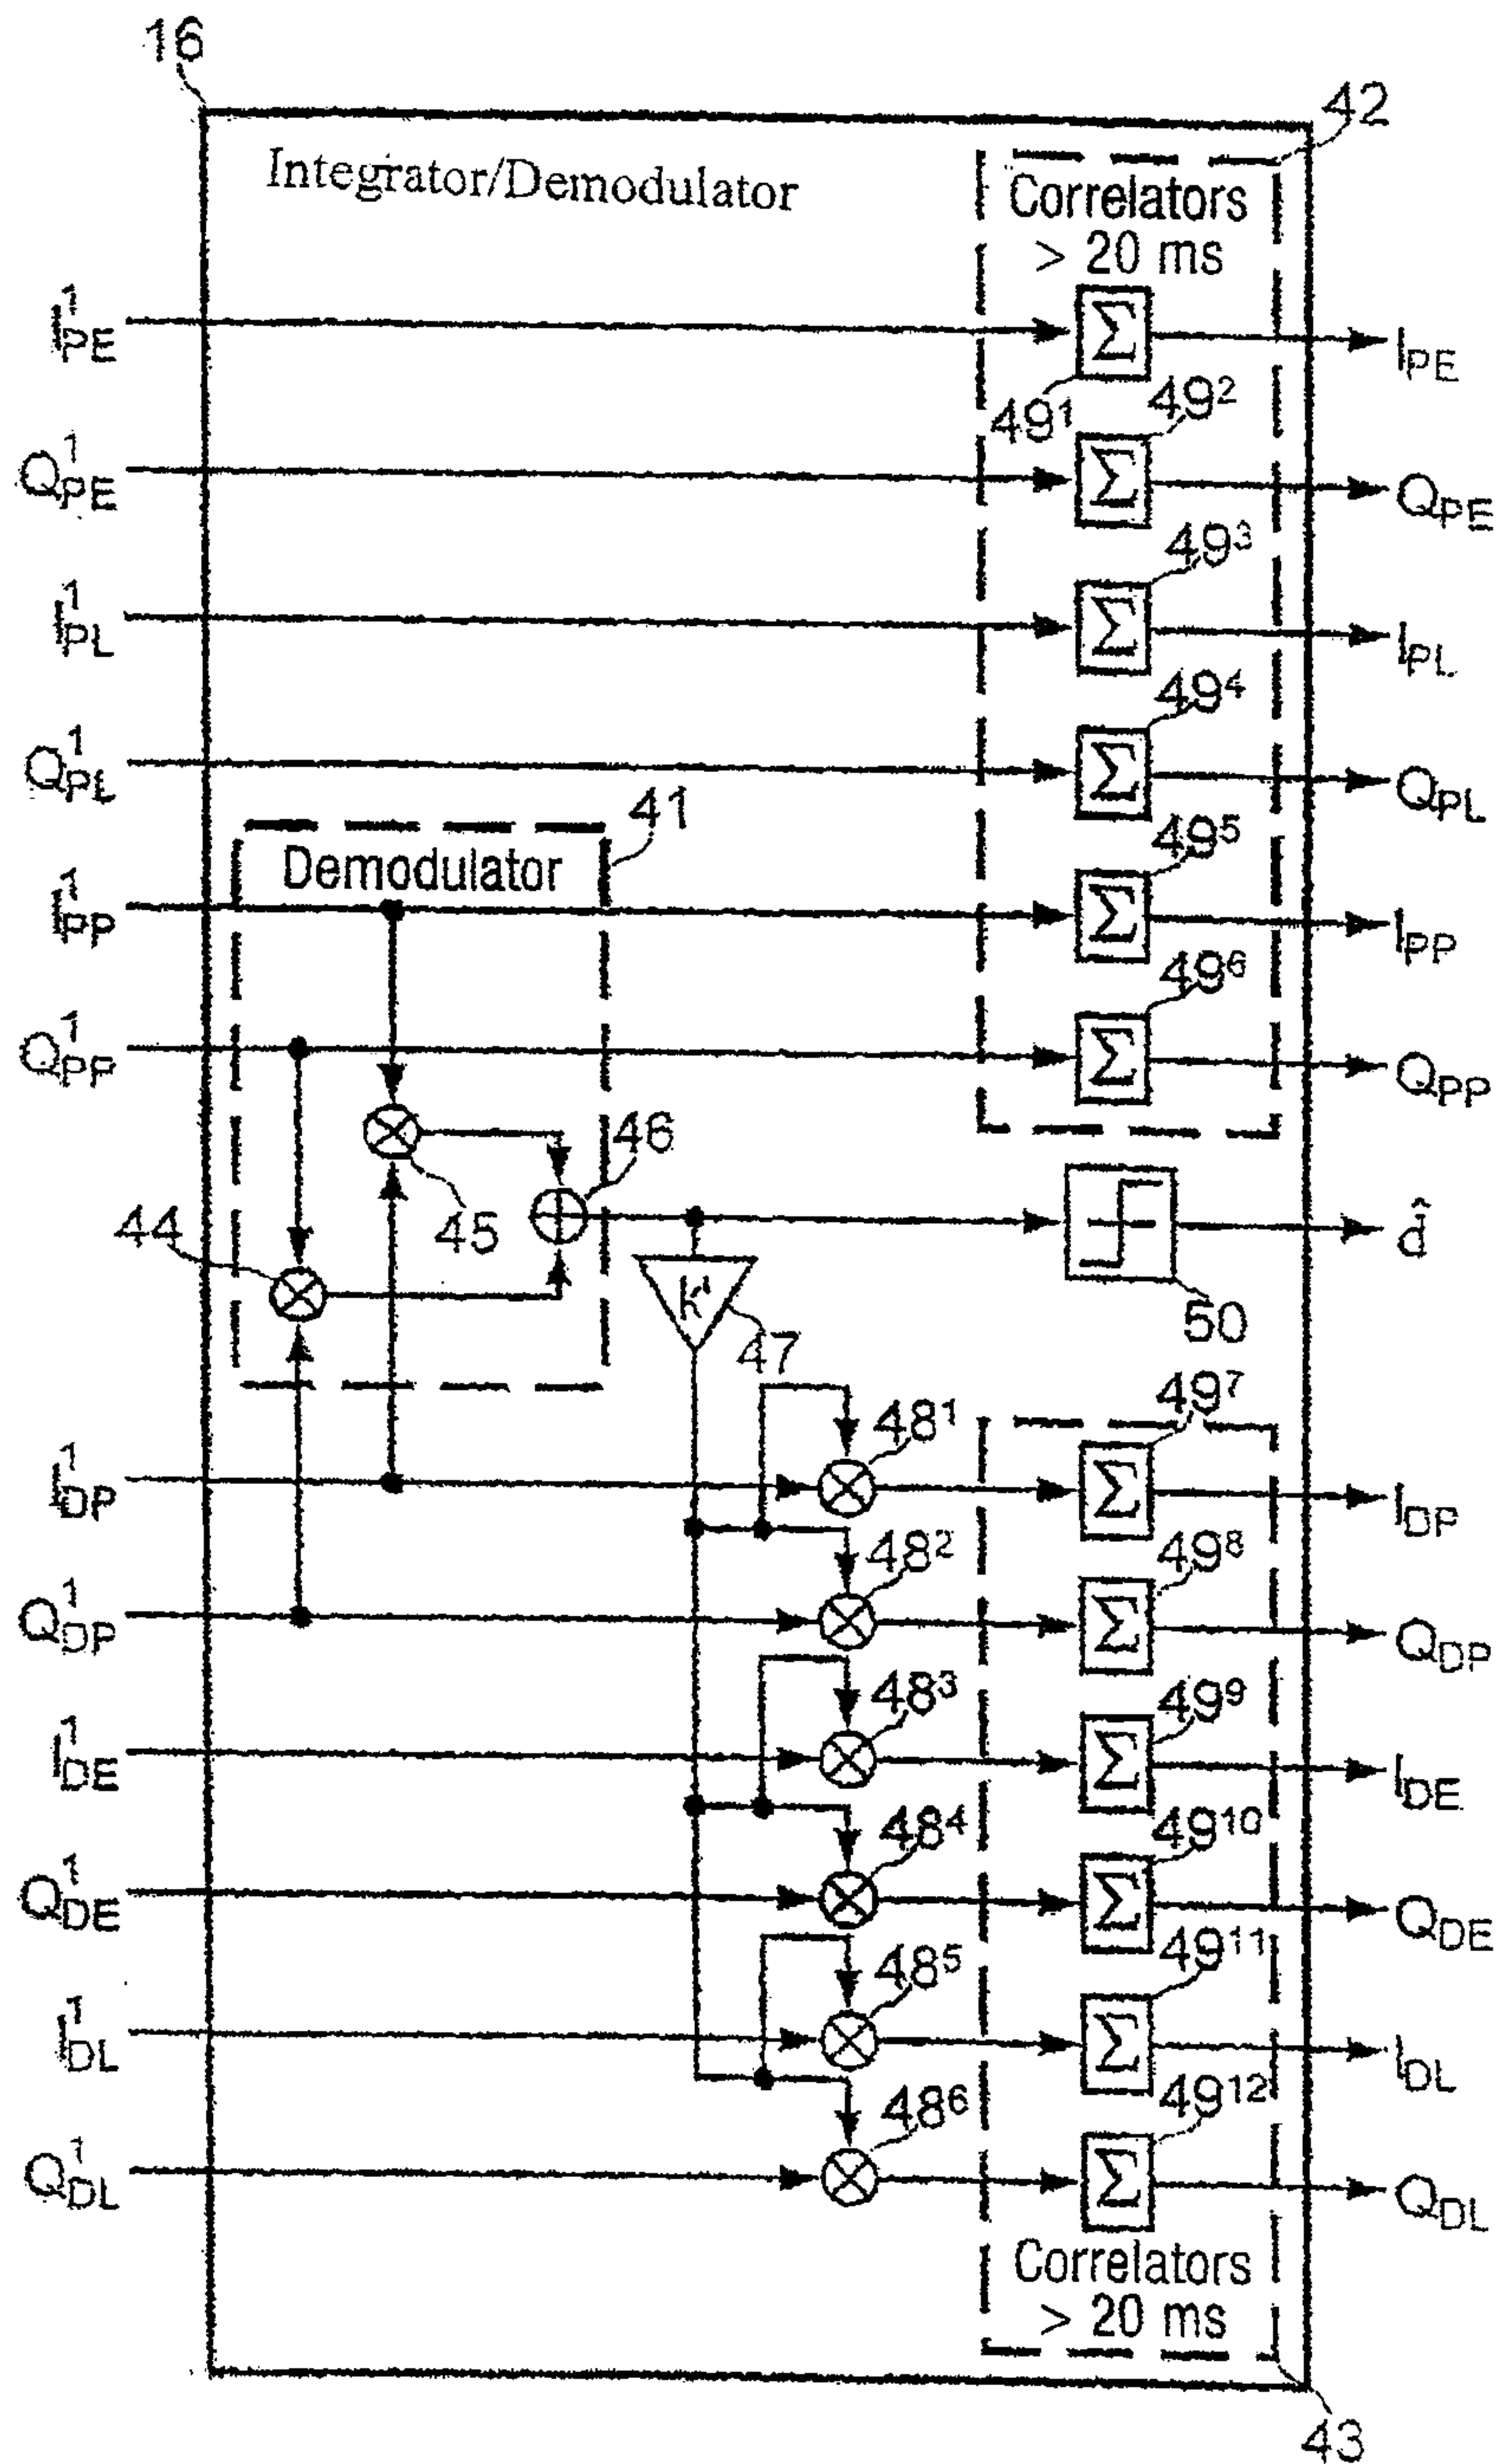 16
42
Integrator/Demodulator
Correlators
> 20 ms
I¹PE
Σ
IPE
49¹
49²
Q¹PE
Σ
QPE
49³
I¹PL
Σ
IPL
49⁴
Q¹PL
Σ
QPL
41
49⁵
Demodulator
I¹PP
Σ
IPP
49⁶
Q¹PP
Σ
QPP
46
44
45
d̂
k'
47
50
49⁷
48¹
I¹DP
Σ
IDP
48²
49⁸
Q¹DP
Σ
QDP
48³
49⁹
I¹DE
Σ
IDE
48⁴
49¹⁰
Q¹DE
Σ
QDE
48⁵
49¹¹
I¹DL
Σ
IDL
48⁶
49¹²
Q¹DL
Σ
QDL
Correlators
> 20 ms
43